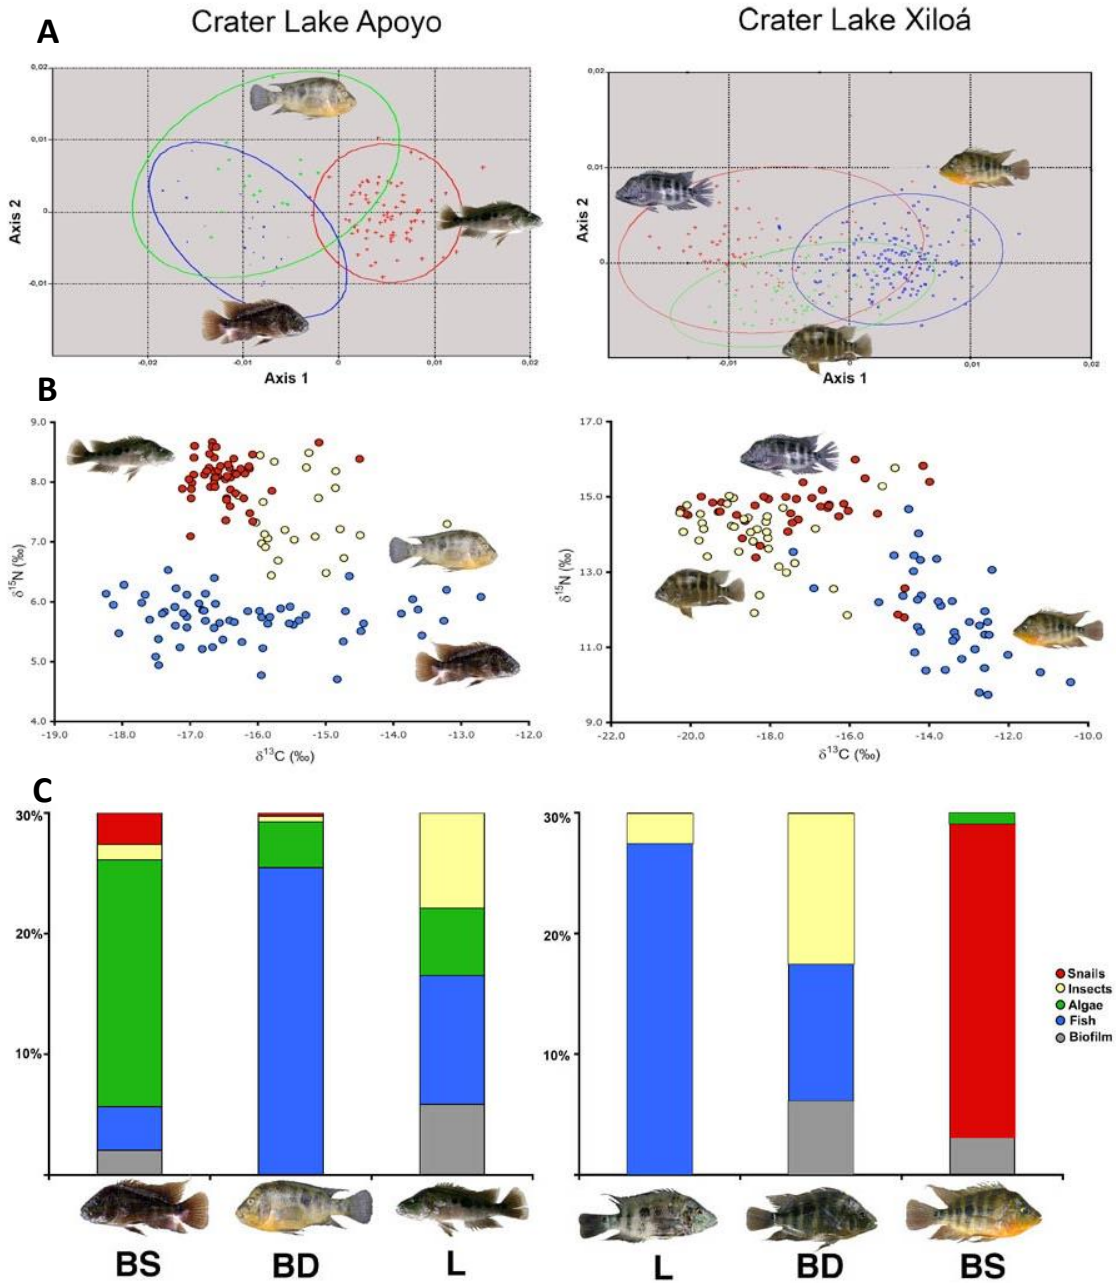 Crater Lake Apoyo
Crater Lake Xiloá
A
0,02
0,01
0
-0,01
-0,02
-0,01
0
0,01
0,02
Axis 2
Axis 1
0,02
0,01
0
-0,01
0
0,01
0,02
Axis 2
Axis 1
B
9.0
8.0
7.0
6.0
5.0
4.0
-19.0
-18.0
-17.0
-16.0
-15.0
-14.0
-13.0
-12.0
δ15N (‰)
δ13C (‰)
17.0
15.0
13.0
11.0
9.0
-22.0
-20.0
-18.0
-16.0
-14.0
-12.0
-10.0
δ15N (‰)
δ13C (‰)
C
30%
20%
10%
30%
20%
10%
Snails
Insects
Algae
Fish
Biofilm
BS
BD
L
L
BD
BS